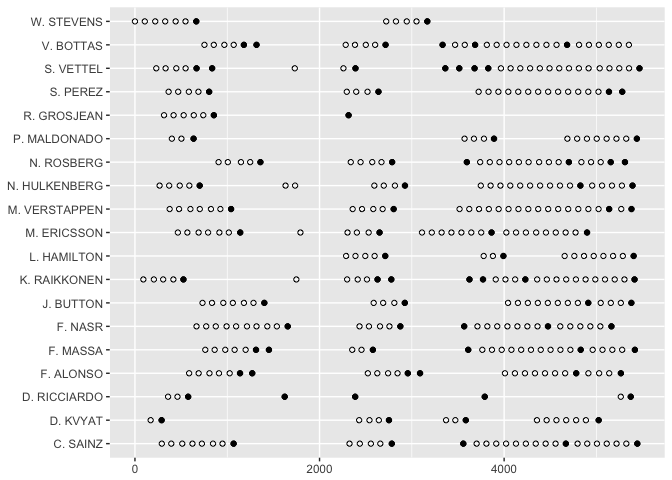 W. STEVENS
V. BOTTAS
S. VETTEL
S. PEREZ
R. GROSJEAN
P. MALDONADO
N. ROSBERG
N. HULKENBERG
M. VERSTAPPEN
M. ERICSSON
L. HAMILTON
K. RAIKKONEN
J. BUTTON
F. NASR
F. MASSA
F. ALONSO
D. RICCIARDO
D. KVYAT
C. SAINZ
0 2000 4000